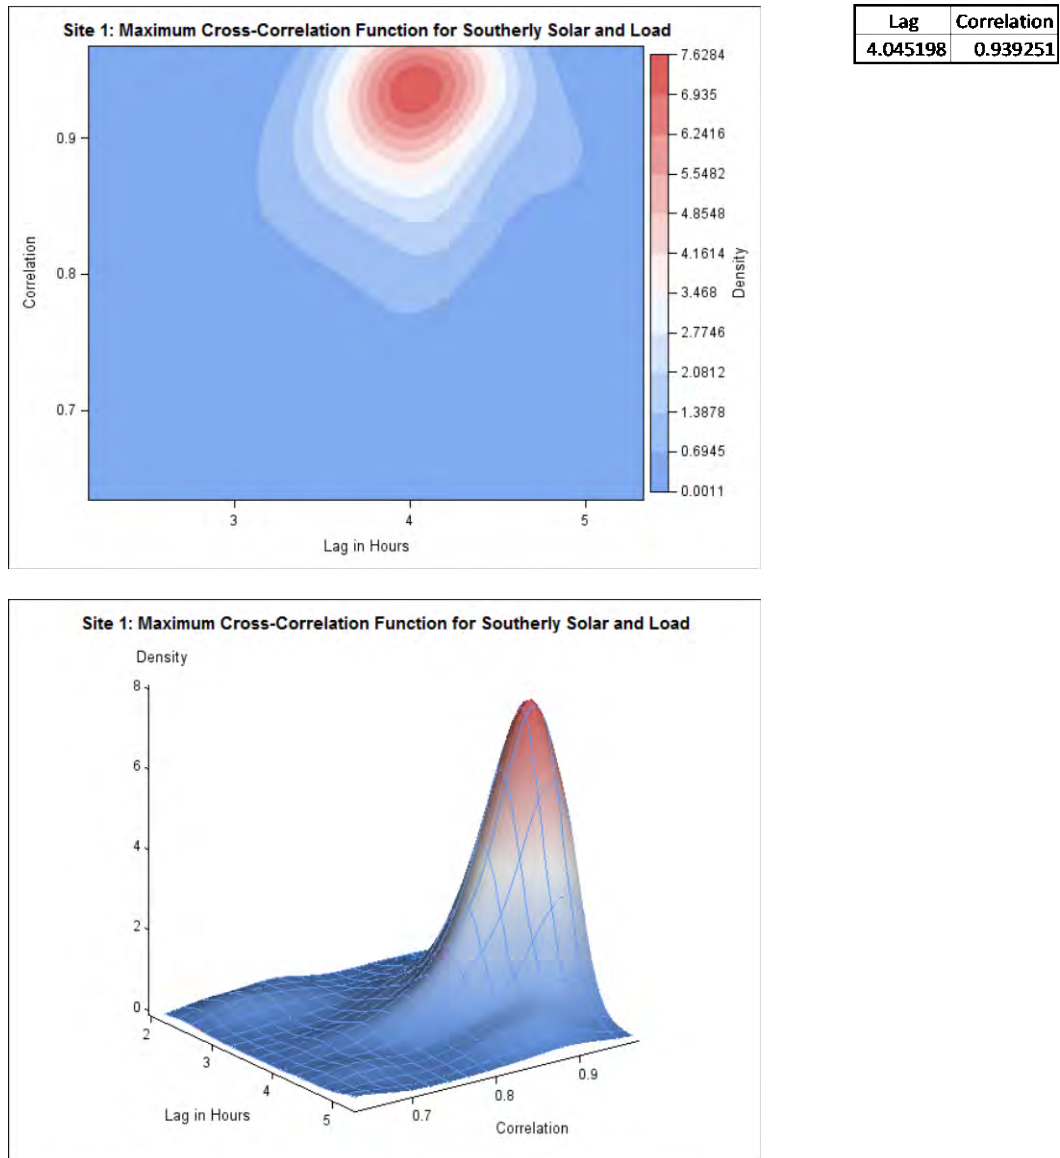 Site 1: Maximum Cross-Correlation Function for Southerly Solar and Load
Lag Correlation
4.045198 0.939251
7.6284
6.935
6.2416
5.5482
4.8548
4.1614
3.468
2.7746
2.0812
1.3878
0.6945
0.0011
Density
0.9
0.8
0.7
Correlation
3 4 5
Lag in Hours
Site 1: Maximum Cross-Correlation Function for Southerly Solar and Load
Density
8
6
4
2
0
2
3
4
5
Lag in Hours
0.7
0.8
0.9
Correlation